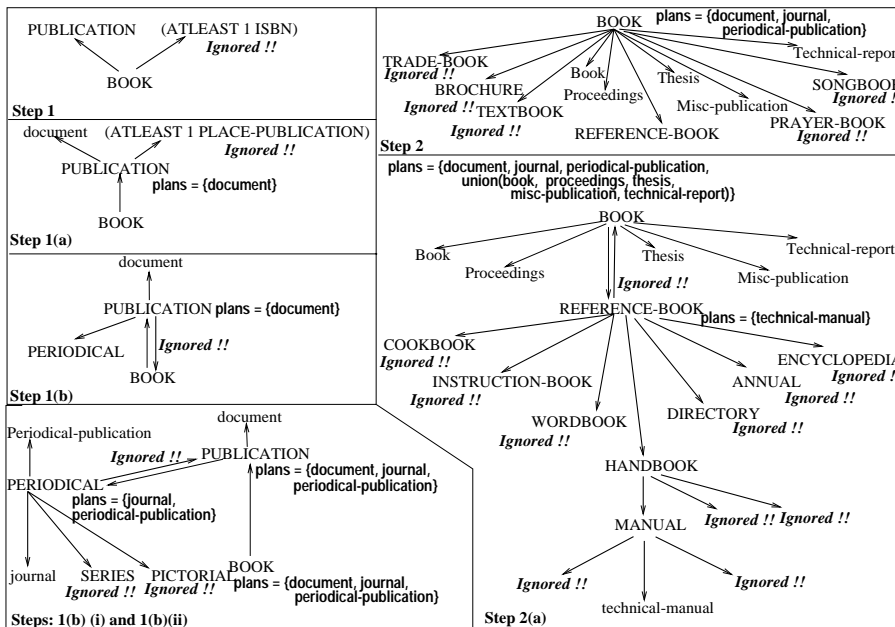 PUBLICATION (ATLEAST 1 ISBN)
Ignored !!
BOOK
Step 1
document (ATLEAST 1 PLACE-PUBLICATION)
Ignored !!
PUBLICATION
plans = {document}
BOOK
Step 1(a)
document
PUBLICATION plans = {document}
PERIODICAL Ignored !!
BOOK
Step 1(b)
document
Periodical-publication
Ignored !!
PUBLICATION
plans = {document, journal,
periodical-publication}
PERIODICAL
plans = {journal,
periodical-publication}
journal SERIES PICTORIAL BOOK
Ignored !! Ignored !!
plans = {document, journal,
periodical-publication}
Steps: 1(b) (i) and 1(b)(ii)
BOOK plans = {document, journal,
periodical-publication}
Technical-report
TRADE-BOOK
Ignored !!
Book Thesis
BROCHURE
Ignored !!
Proceedings
SONGBOOK
Ignored !!
TEXTBOOK
Ignored !!
Misc-publication
REFERENCE-BOOK
PRAYER-BOOK
Ignored !!
Step 2
plans = {document, journal, periodical-publication,
union(book, proceedings, thesis,
misc-publication, technical-report)}
BOOK
Book Thesis Technical-report
Proceedings Misc-publication
Ignored !!
REFERENCE-BOOK
plans = {technical-manual}
COOKBOOK
Ignored !!
ENCYCLOPEDIA
Ignored !!
INSTRUCTION-BOOK
Ignored !!
ANNUAL
Ignored !!
WORDBOOK
Ignored !!
DIRECTORY
Ignored !!
HANDBOOK
Ignored !! Ignored !!
MANUAL
Ignored !! Ignored !!
technical-manual
Step 2(a)